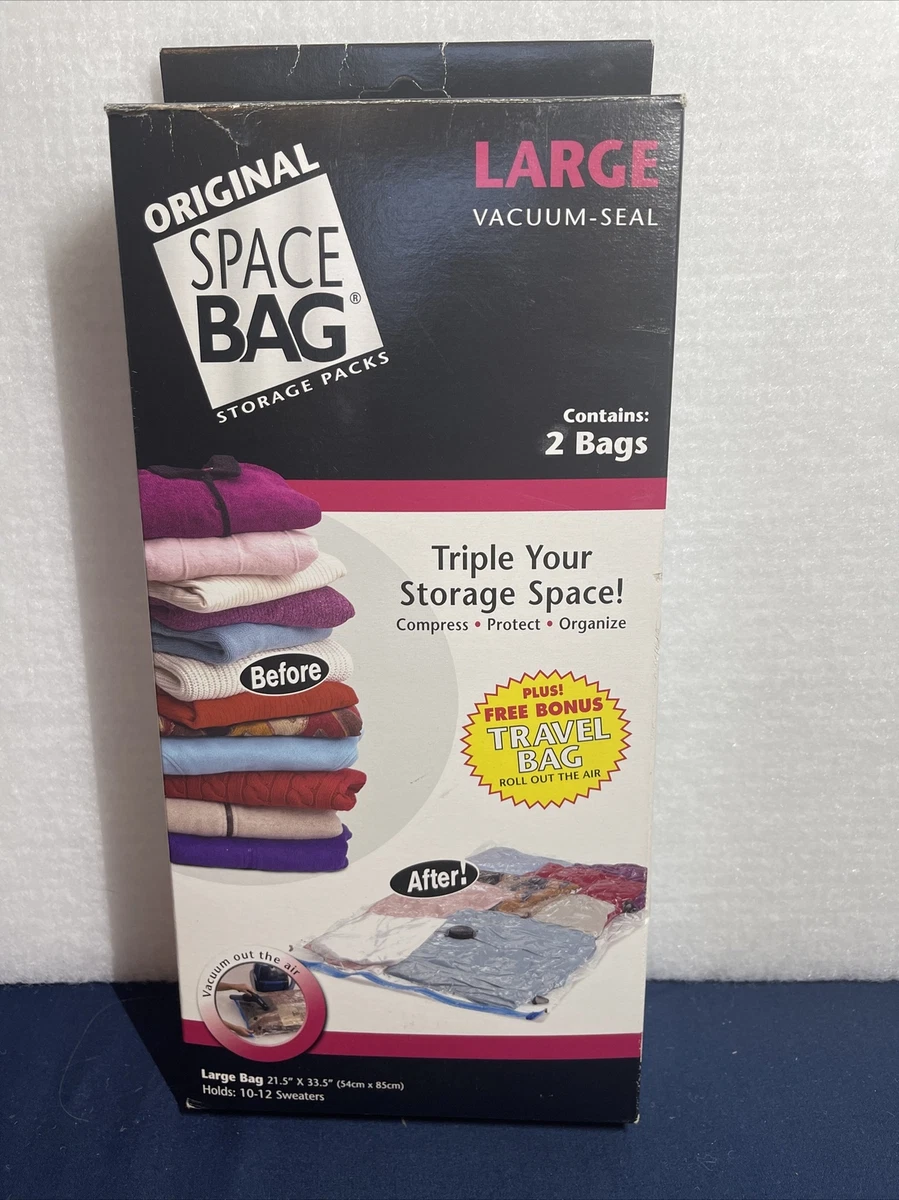 ORIGINAL
SPACE
BAG®
STORAGE PACKS
LARGE
VACUUM-SEAL
Contains:
2 Bags
Triple Your
Storage Space!
Compress • Protect • Organize
Before
PLUS!
FREE BONUS
TRAVEL
BAG
ROLL OUT THE AIR
After!
Vacuum out the air
Large Bag 21.5" X 33.5" (54cm x 85cm)
Holds: 10-12 Sweaters